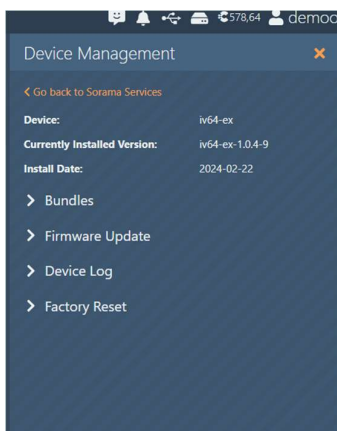 €578,64 democ
Device Management
Go back to Sorama Services
Device: iv64-ex
Currently Installed Version: iv64-ex-1.0.4-9
Install Date: 2024-02-22
Bundles
Firmware Update
Device Log
Factory Reset